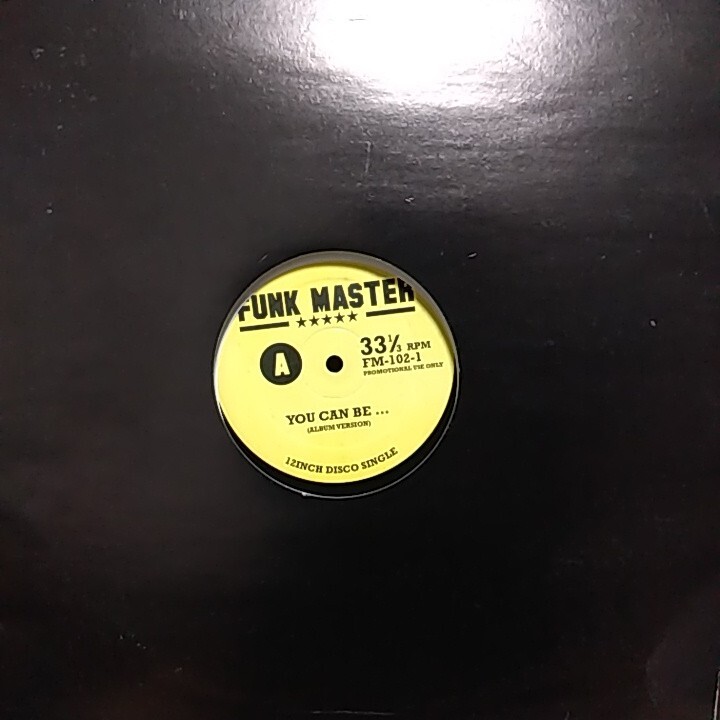 FUNK MASTER
A
33⅓ RPM
FM-102-1
PROMOTIONAL USE ONLY
YOU CAN BE ...
(ALBUM VERSION)
12INCH DISCO SINGLE